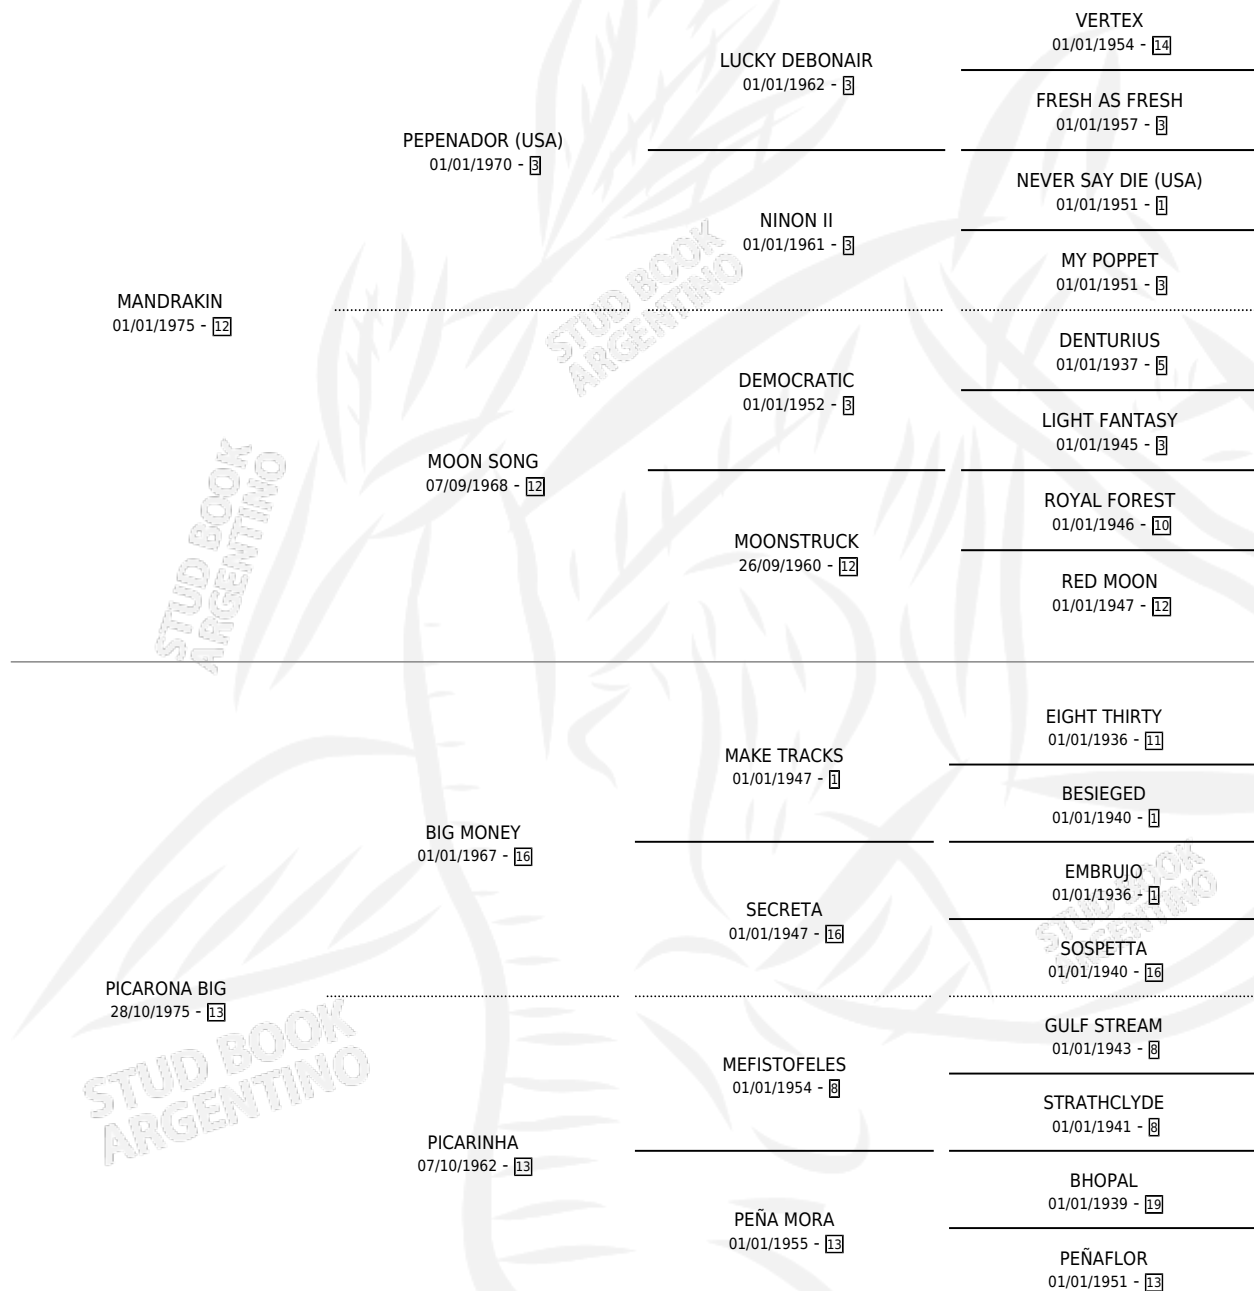 VERTEX
01/01/1954 - 14
LUCKY DEBONAIR
01/01/1962 - 3
FRESH AS FRESH
01/01/1957 - 3
PEPENADOR (USA)
01/01/1970 - 3
NEVER SAY DIE (USA)
01/01/1951 - 1
NINON II
01/01/1961 - 3
MY POPPET
01/01/1951 - 3
MANDRAKIN
01/01/1975 - 12
DENTURIUS
01/01/1937 - 5
DEMOCRATIC
01/01/1952 - 3
LIGHT FANTASY
01/01/1945 - 3
MOON SONG
07/09/1968 - 12
ROYAL FOREST
01/01/1946 - 10
MOONSTRUCK
26/09/1960 - 12
RED MOON
01/01/1947 - 12
EIGHT THIRTY
01/01/1936 - 11
MAKE TRACKS
01/01/1947 - 1
BESIEGED
01/01/1940 - 1
BIG MONEY
01/01/1967 - 16
EMBRUJO
01/01/1936 - 1
SECRETA
01/01/1947 - 16
SOSPETTA
01/01/1940 - 16
PICARONA BIG
28/10/1975 - 13
GULF STREAM
01/01/1943 - 8
MEFISTOFELES
01/01/1954 - 8
STRATHCLYDE
01/01/1941 - 8
PICARINHA
07/10/1962 - 13
BHOPAL
01/01/1939 - 19
PEÑA MORA
01/01/1955 - 13
PEÑAFLOR
01/01/1951 - 13
STUD BOOK
ARGENTINO
STUD BOOK
ARGENTINO
STUD BOOK
ARGENTINO
STUD BOOK
ARGENTINO